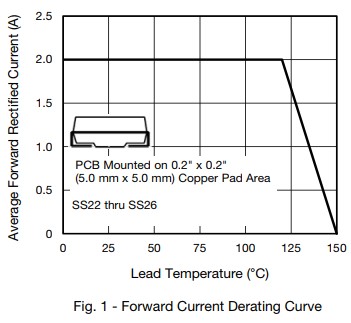 2.5
2.0
1.5
1.0
0.5
0
Average Forward Rectified Current (A)
PCB Mounted on 0.2" x 0.2"
(5.0 mm x 5.0 mm) Copper Pad Area
SS22 thru SS26
0 25 50 75 100 125 150
Lead Temperature (°C)
Fig. 1 - Forward Current Derating Curve